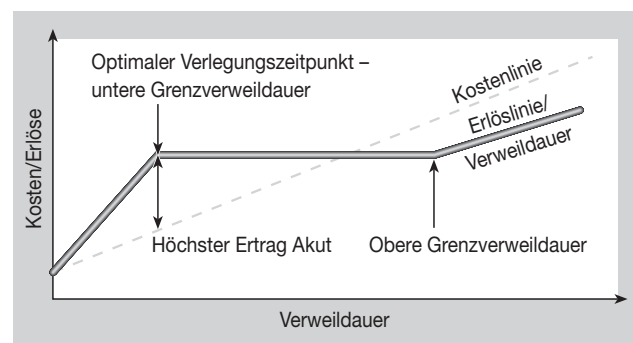 Optimaler Verlegungszeitpunkt –
untere Grenzverweildauer
Kostenlinie
Erlöslinie/
Verweildauer
Kosten/Erlöse
Höchster Ertrag Akut
Obere Grenzverweildauer
Verweildauer